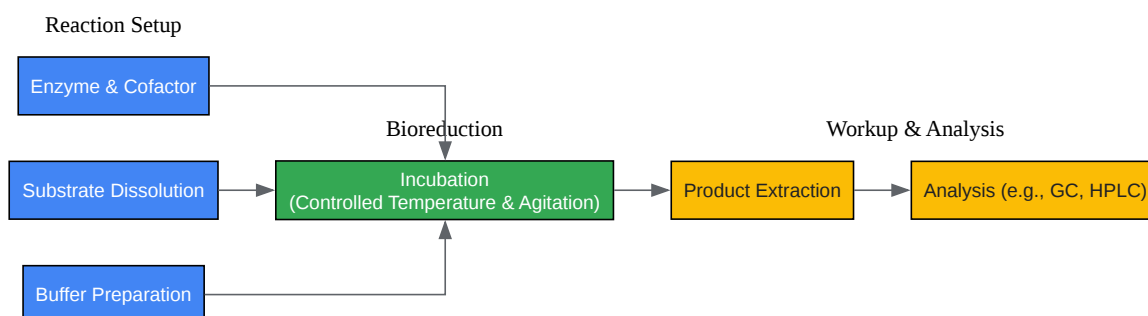 Reaction Setup
Enzyme & Cofactor
Bioreduction
Workup & Analysis
Substrate Dissolution
Incubation
(Controlled Temperature & Agitation)
Product Extraction
Analysis (e.g., GC, HPLC)
Buffer Preparation